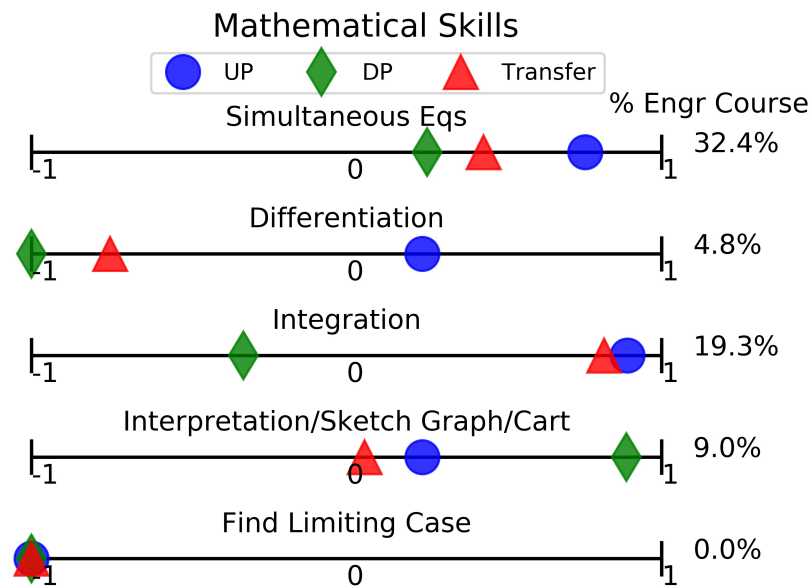 Mathematical Skills
UP DP Transfer
% Engr Course
Simultaneous Eqs
32.4%
-1 0 1
Differentiation
4.8%
-1 0 1
Integration
19.3%
-1 0 1
Interpretation/Sketch Graph/Cart
9.0%
-1 0 1
Find Limiting Case
0.0%
-1 0 1